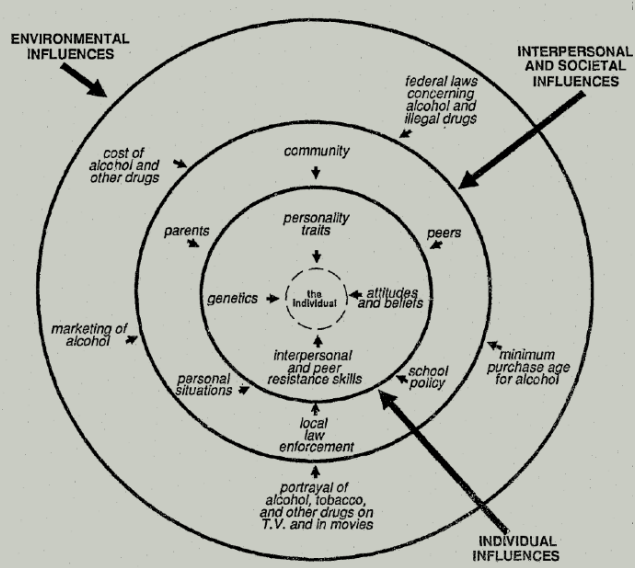 ENVIRONMENTAL
INFLUENCES
INTERPERSONAL
AND SOCIETAL
INFLUENCES
federal laws
concerning
alcohol and
illegal drugs
cost of
alcohol and
other drugs
community
parents
personality
traits
peers
genetics
the
individual
attitudes
and beliefs
marketing of
alcohol
interpersonal
and peer
resistance skills
minimum
purchase age
for alcohol
personal
situations
school
policy
local
law
enforcement
portrayal of
alcohol, tobacco,
and other drugs on
T.V. and in movies
INDIVIDUAL
INFLUENCES